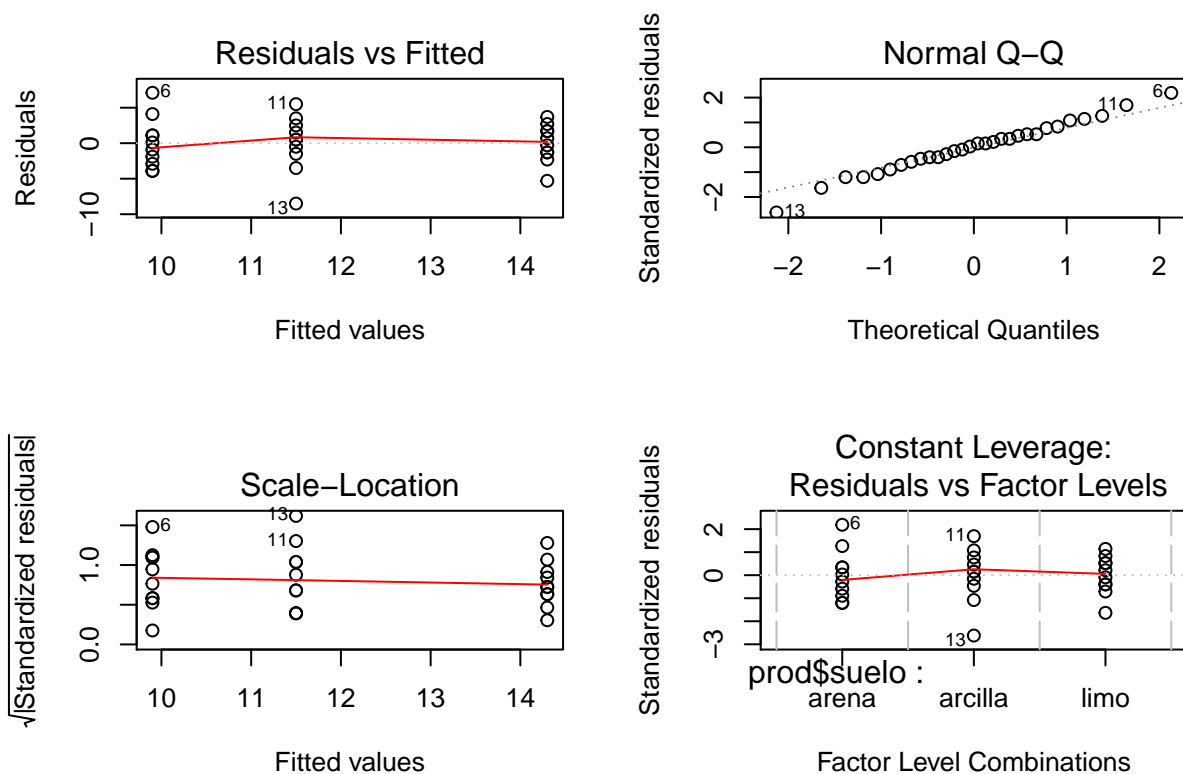 Residuals vs Fitted
Residuals
0
−10
6
11
13
10
11
12
13
14
Fitted values
Normal Q−Q
Standardized residuals
2
0
−2
13
11
6
−2
−1
0
1
2
Theoretical Quantiles
Scale−Location
√|Standardized residuals|
1.0
0.0
6
13
11
10
11
12
13
14
Fitted values
Constant Leverage:
Residuals vs Factor Levels
Standardized residuals
2
0
−3
6
11
13
prod$suelo :
arena
arcilla
limo
Factor Level Combinations